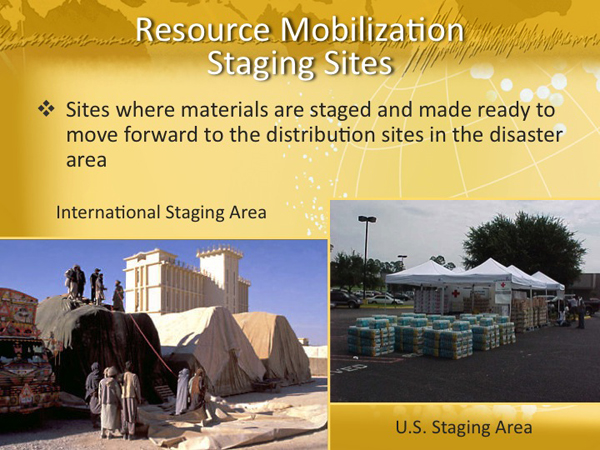 Resource Mobilization
Staging Sites
❖ Sites where materials are staged and made ready to
move forward to the distribution sites in the disaster
area
International Staging Area
U.S. Staging Area